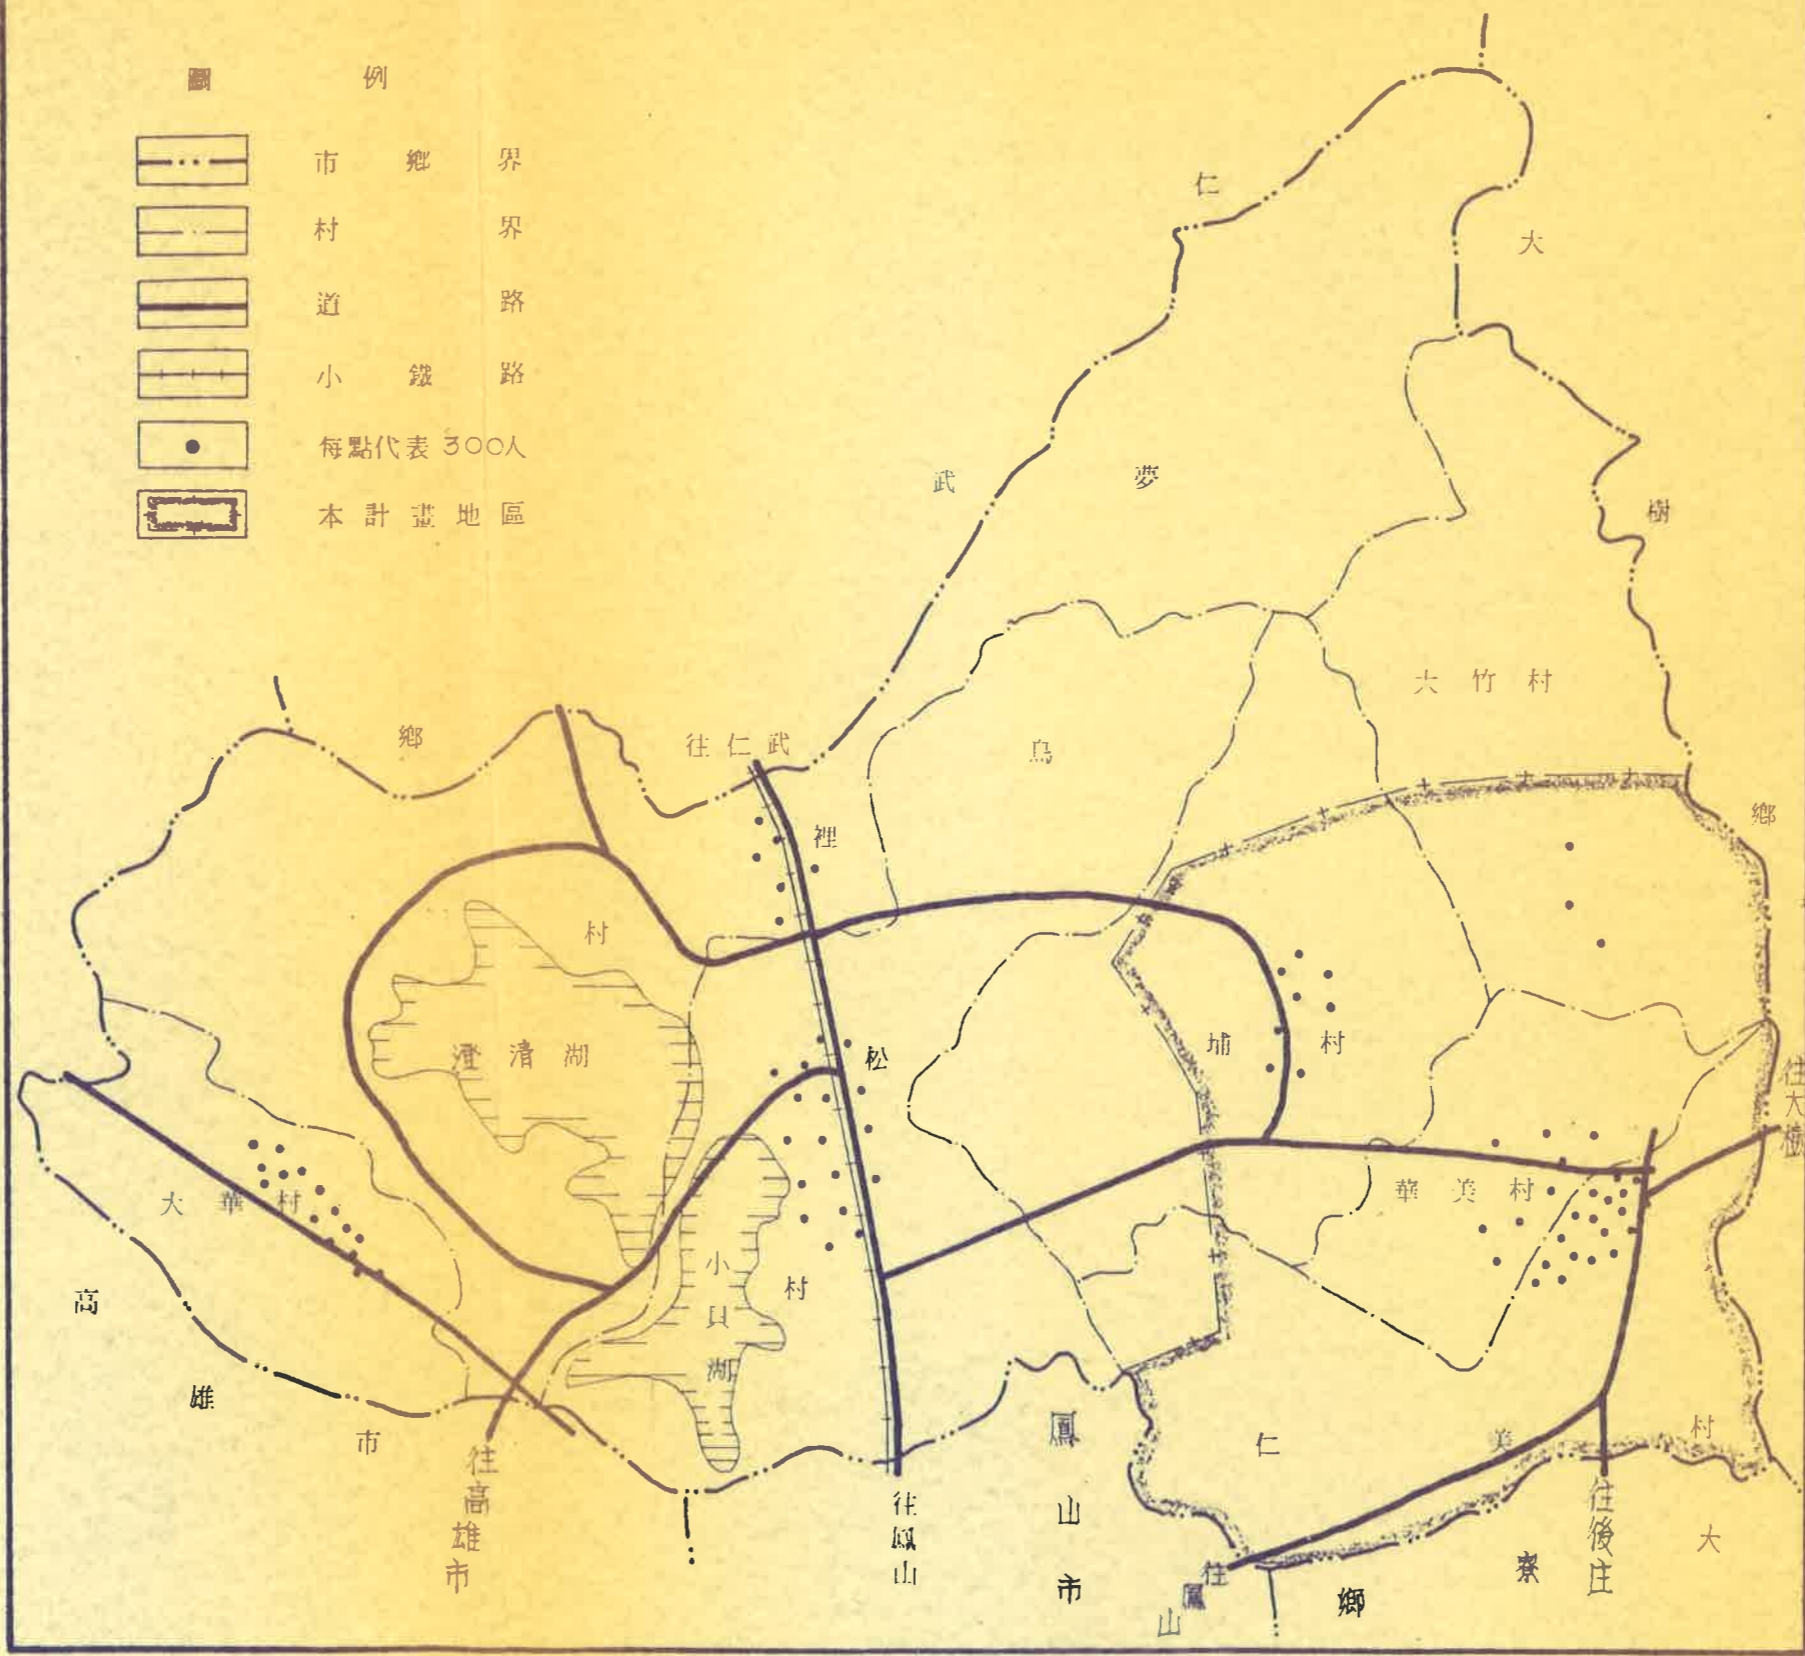 圖例
市鄉界
村界
道路
小鐵路
每點代表300人
本計畫地區
仁
大
武
夢
樹
大竹村
鄉
往仁武
烏
裡
鄉
村
澄清湖
松
埔
村
往大樹
大華村
華美村
小貝湖
村
高
雄
市
往高雄市
往鳳山
鳳山市
仁
美
村
往後庄
大
寮
鄉
往鳳山